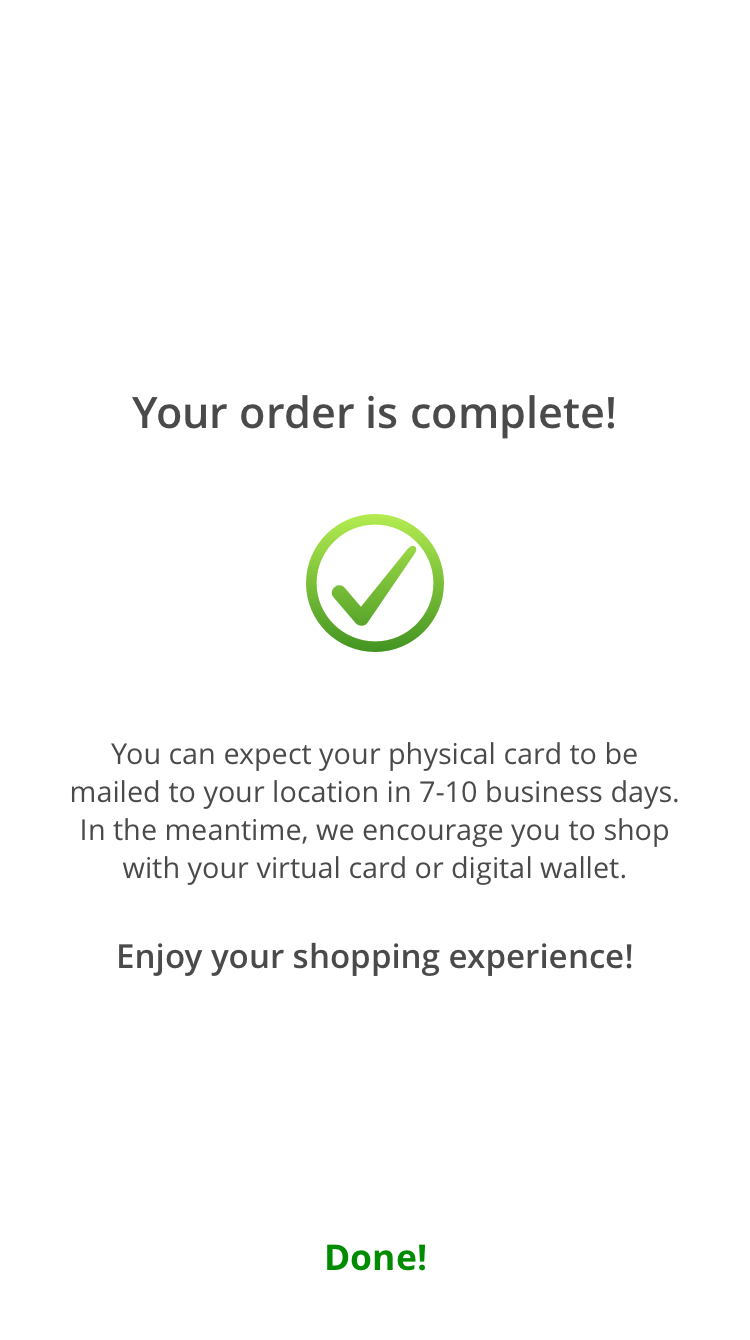 Your order is complete!
You can expect your physical card to be
mailed to your location in 7-10 business days.
In the meantime, we encourage you to shop
with your virtual card or digital wallet.
Enjoy your shopping experience!
Done!